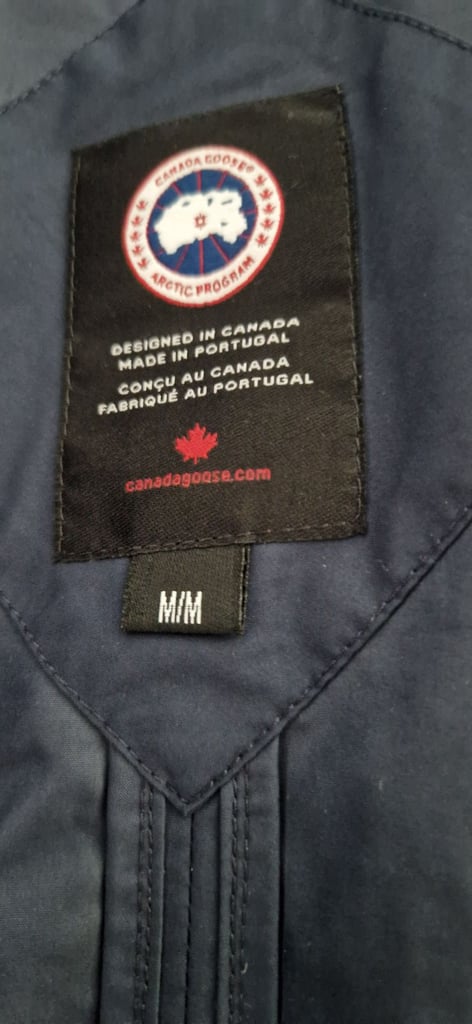 CANADA GOOSE®
ARCTIC PROGRAM
DESIGNED IN CANADA
MADE IN PORTUGAL
CONÇU AU CANADA
FABRIQUÉ AU PORTUGAL
canadagoose.com
M/M